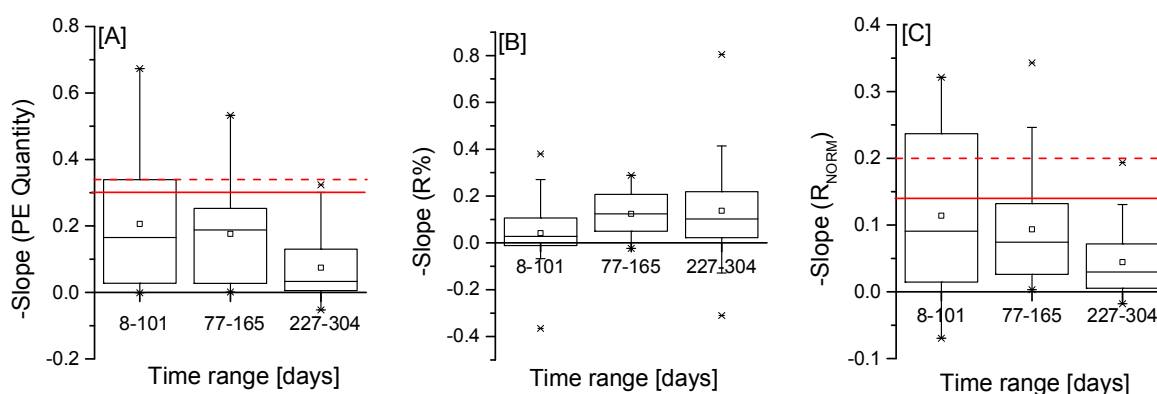 [A]
-Slope (PE Quantity)
0.8
0.6
0.4
0.2
0.0
-0.2
8-101 77-165 227-304
Time range [days]
[B]
-Slope (R%)
0.8
0.6
0.4
0.2
0.0
-0.2
-0.4
8-101 77-165 227-304
Time range [days]
[C]
-Slope (R_NORM)
0.4
0.3
0.2
0.1
0.0
-0.1
8-101 77-165 227-304
Time range [days]